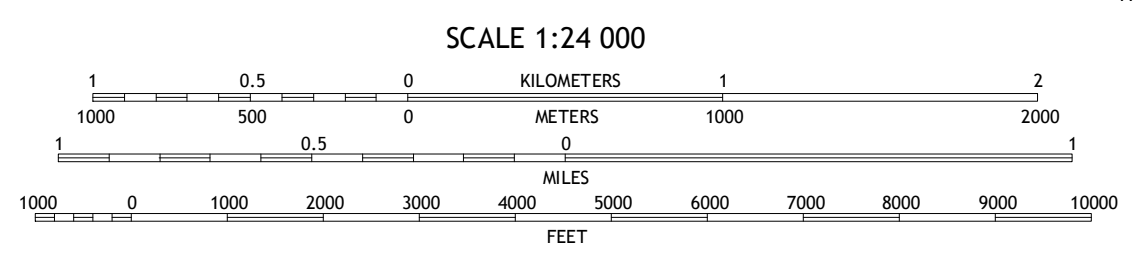 SCALE 1:24 000
1 0.5 0 KILOMETERS 1 2
1000 500 0 METERS 1000 2000
1 0.5 0 1
MILES
1000 0 1000 2000 3000 4000 5000 6000 7000 8000 9000 10000
FEET